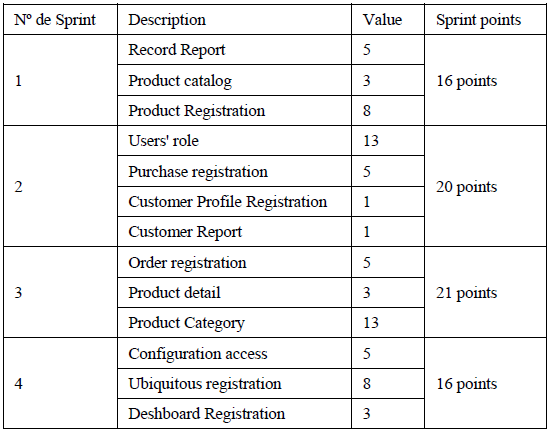 Nº de Sprint Description Value Sprint points
Record Report 5
1 Product catalog 3 16 points
Product Registration 8
Users' role 13
Purchase registration 5
2 20 points
Customer Profile Registration 1
Customer Report 1
Order registration 5
3 Product detail 3 21 points
Product Category 13
Configuration access 5
4 Ubiquitous registration 8 16 points
Deshboard Registration 3